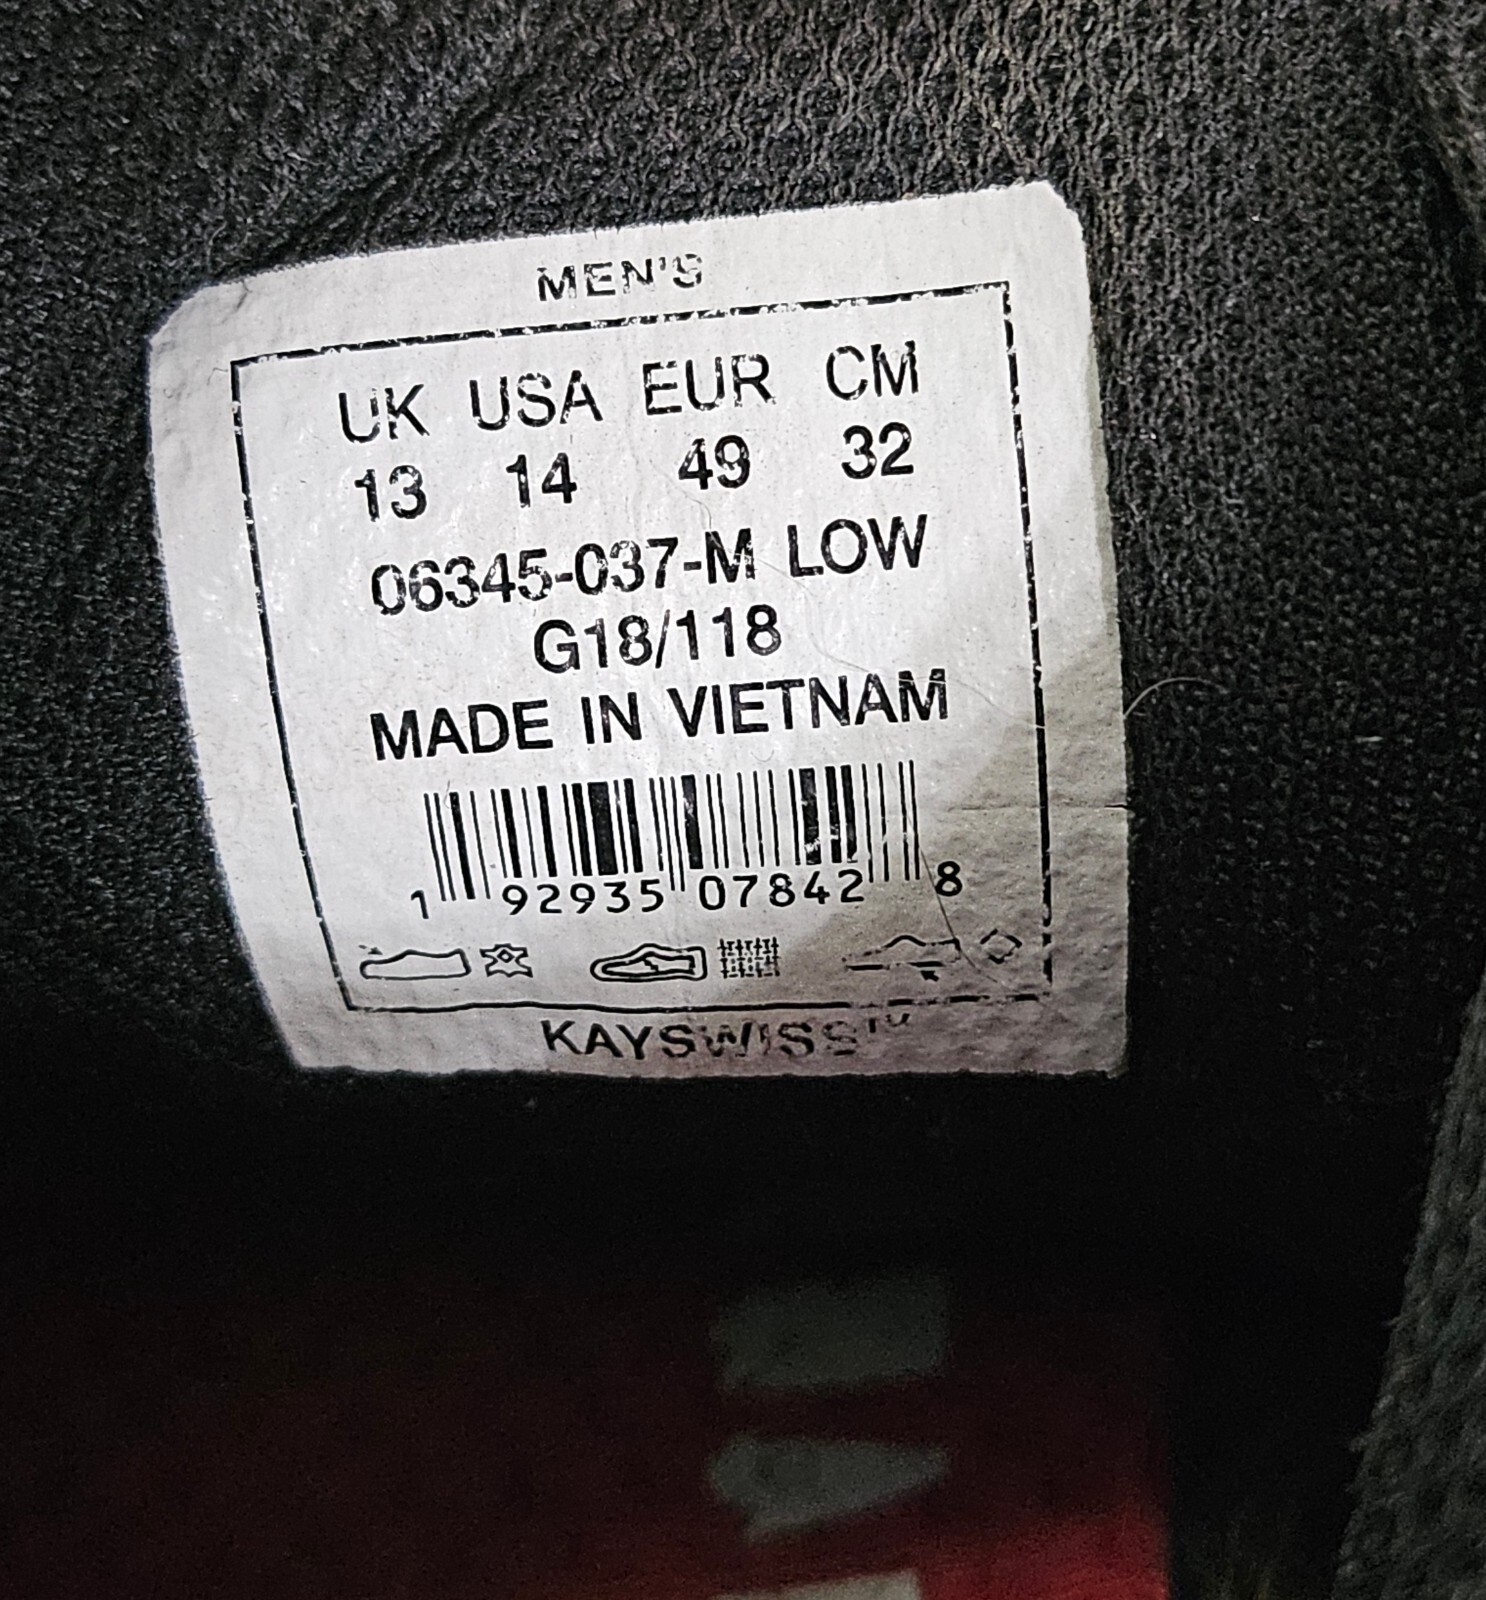 MEN'S
UK USA EUR CM
13 14 49 32
06345-037-M LOW
G18/118
MADE IN VIETNAM
1 92935 07842 8
KAYSWISS™